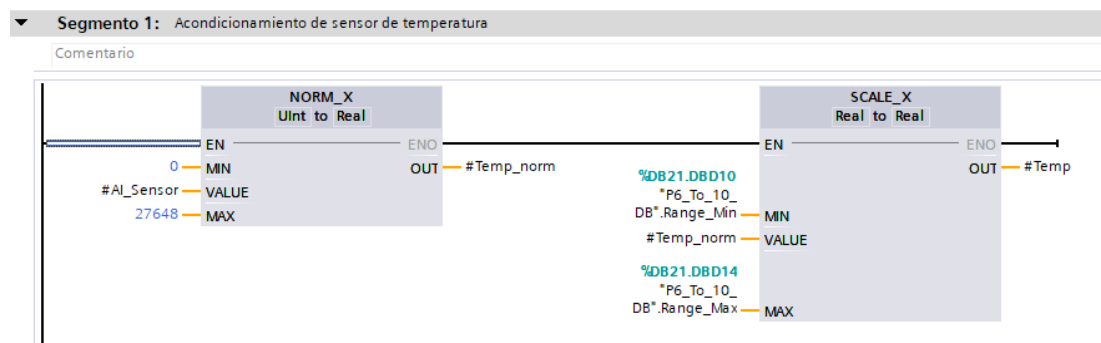 Segmento 1: Acondicionamiento de sensor de temperatura
Comentario
NORM_X
UInt to Real
EN
ENO
0
MIN
OUT
#Temp_norm
#AI_Sensor
VALUE
27648
MAX
SCALE_X
Real to Real
EN
ENO
OUT
#Temp
%DB21.DBD10
"P6_To_10_
DB".Range_Min
MIN
#Temp_norm
VALUE
%DB21.DBD14
"P6_To_10_
DB".Range_Max
MAX